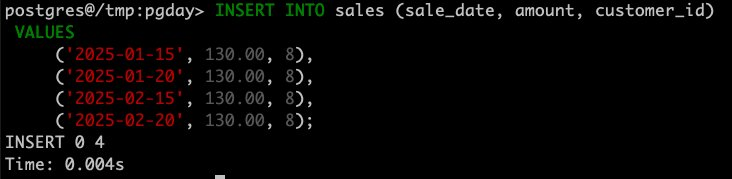 postgres@/tmp:pgday> INSERT INTO sales (sale_date, amount, customer_id)
VALUES
('2025-01-15', 130.00, 8),
('2025-01-20', 130.00, 8),
('2025-02-15', 130.00, 8),
('2025-02-20', 130.00, 8);
INSERT 0 4
Time: 0.004s